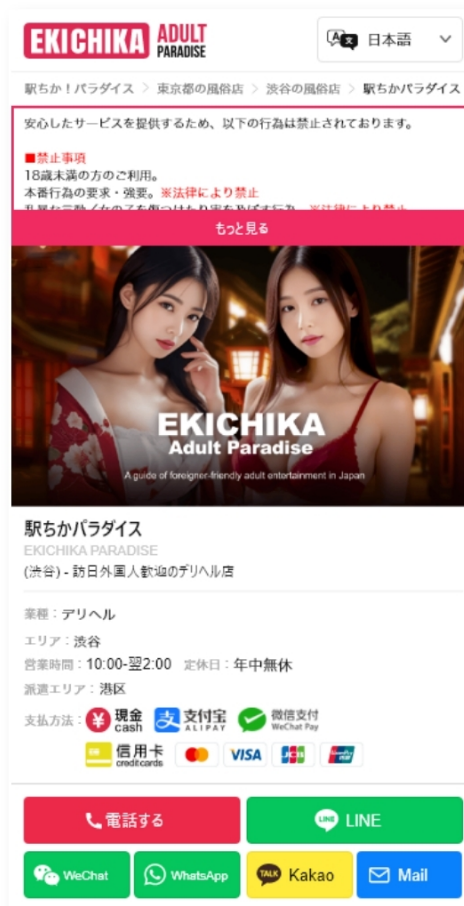 EKICHIKA ADULT PARADISE
日本語
駅ちか！パラダイス > 東京都の風俗店 > 渋谷の風俗店 > 駅ちかパラダイス
安心したサービスを提供するため、以下の行為は禁止されております。
■禁止事項
18歳未満の方のご利用。
本番行為の要求・強要。※法律により禁止
もっと見る
EKICHIKA
Adult Paradise
A guide of foreigner-friendly adult entertainment in Japan
駅ちかパラダイス
EKICHIKA PARADISE
(渋谷) - 訪日外国人歓迎のデリヘル店
業種：デリヘル
エリア：渋谷
営業時間：10:00-翌2:00 定休日：年中無休
派遣エリア：港区
支払方法： 現金 cash 支付宝 ALIPAY 微信支付 WeChat Pay
信用卡 creditcards VISA JCB
電話する
LINE LINE
WeChat WhatsApp TALK Kakao Mail